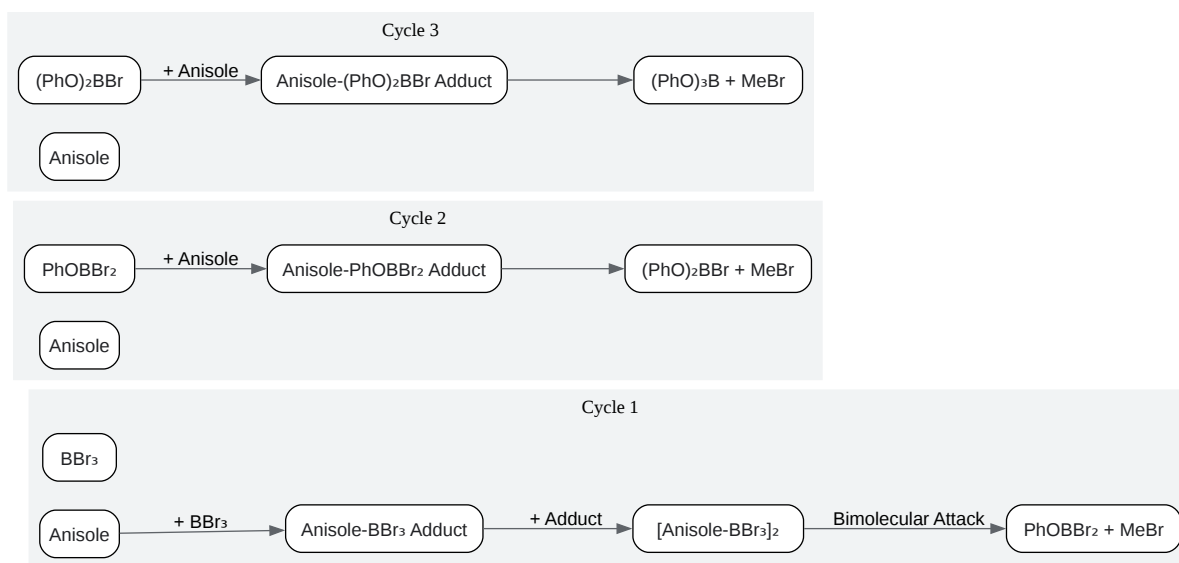 Cycle 3
(PhO)₂BBr
+ Anisole
Anisole-(PhO)₂BBr Adduct
(PhO)₃B + MeBr
Anisole
Cycle 2
PhOBBr₂
+ Anisole
Anisole-PhOBBr₂ Adduct
(PhO)₂BBr + MeBr
Anisole
Cycle 1
BBr₃
Anisole
+ BBr₃
Anisole-BBr₃ Adduct
+ Adduct
[Anisole-BBr₃]₂
Bimolecular Attack
PhOBBr₂ + MeBr